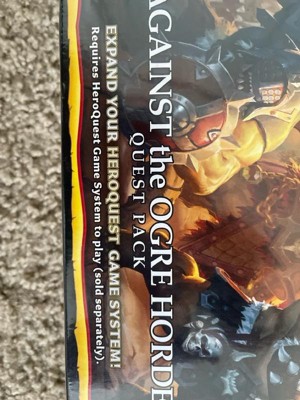 AGAINST the OGRE HORDE
QUEST PACK
EXPAND YOUR HEROQUEST GAME SYSTEM!
Requires HeroQuest Game System to play (sold separately).